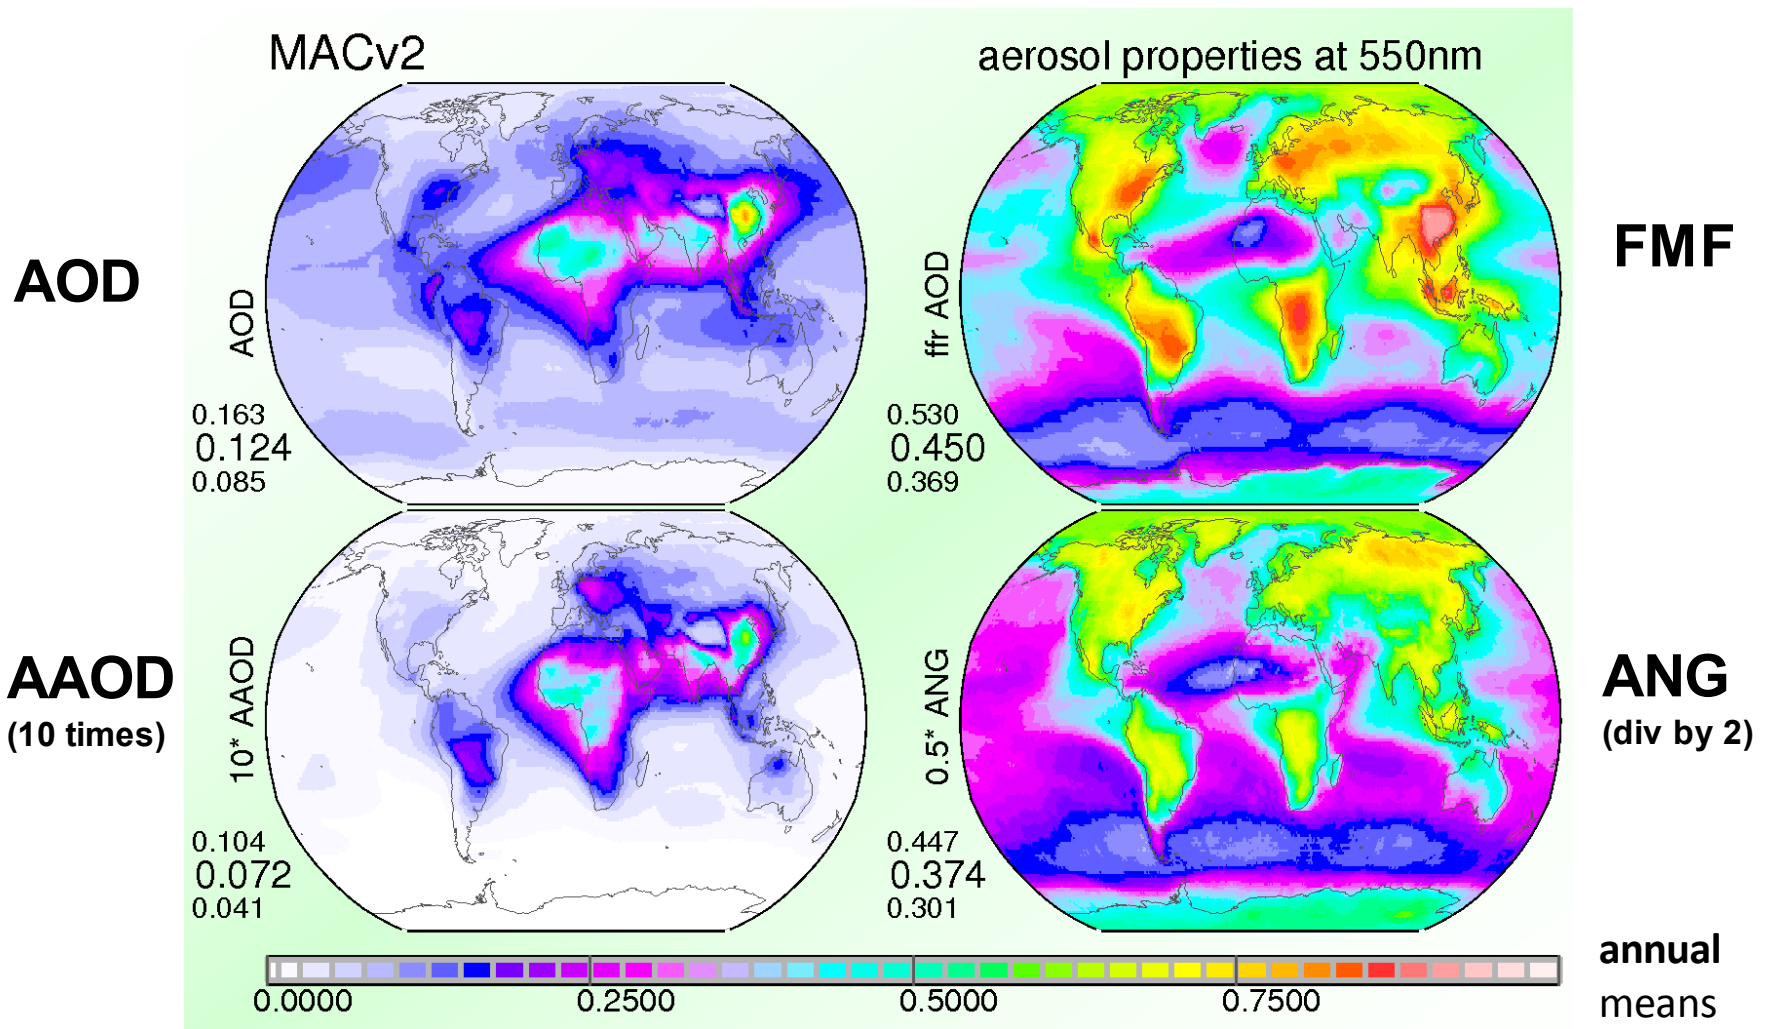 MACv2
aerosol properties at 550nm
AOD
AOD
0.163
0.124
0.085
ffr AOD
FMF
0.530
0.450
0.369
AAOD
(10 times)
10* AAOD
0.104
0.072
0.041
0.5* ANG
ANG
(div by 2)
0.447
0.374
0.301
0.0000
0.2500
0.5000
0.7500
annual
means